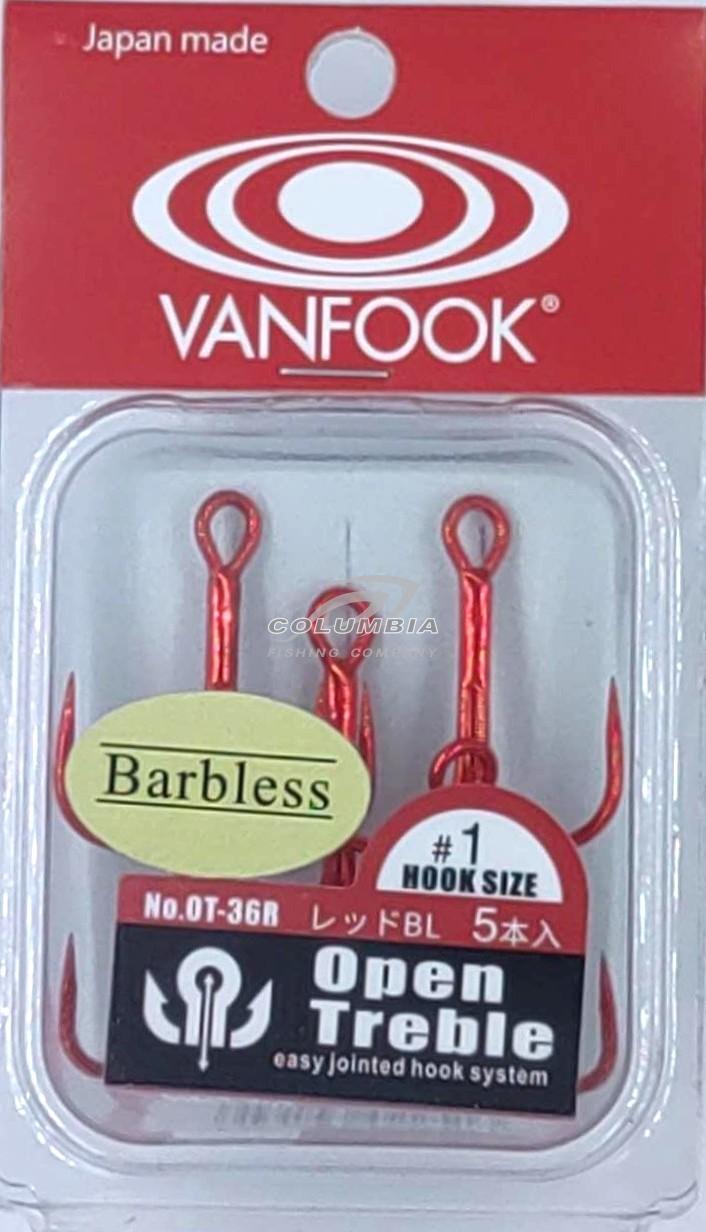 Japan made
VANFOOK®
COLUMBIA
FISHING COMPANY
Barbless
#1
HOOK SIZE
No.OT-36R レッドBL 5本入
Open
Treble
easy jointed hook system